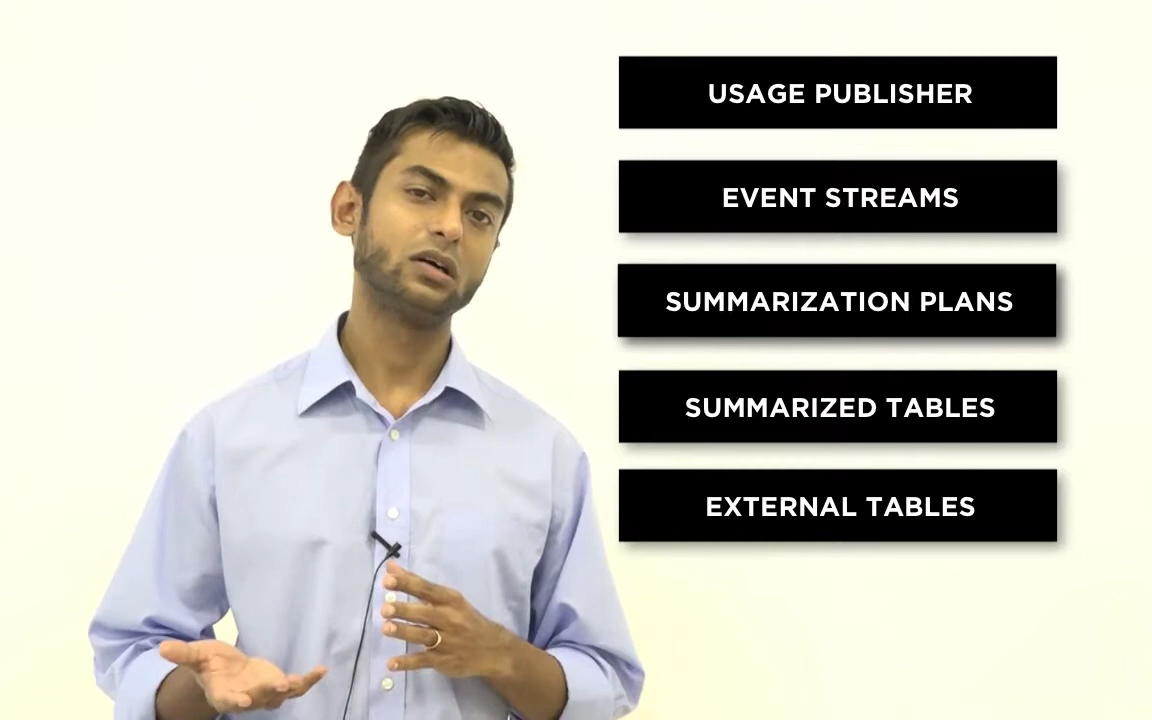 USAGE PUBLISHER
EVENT STREAMS
SUMMARIZATION PLANS
SUMMARIZED TABLES
EXTERNAL TABLES